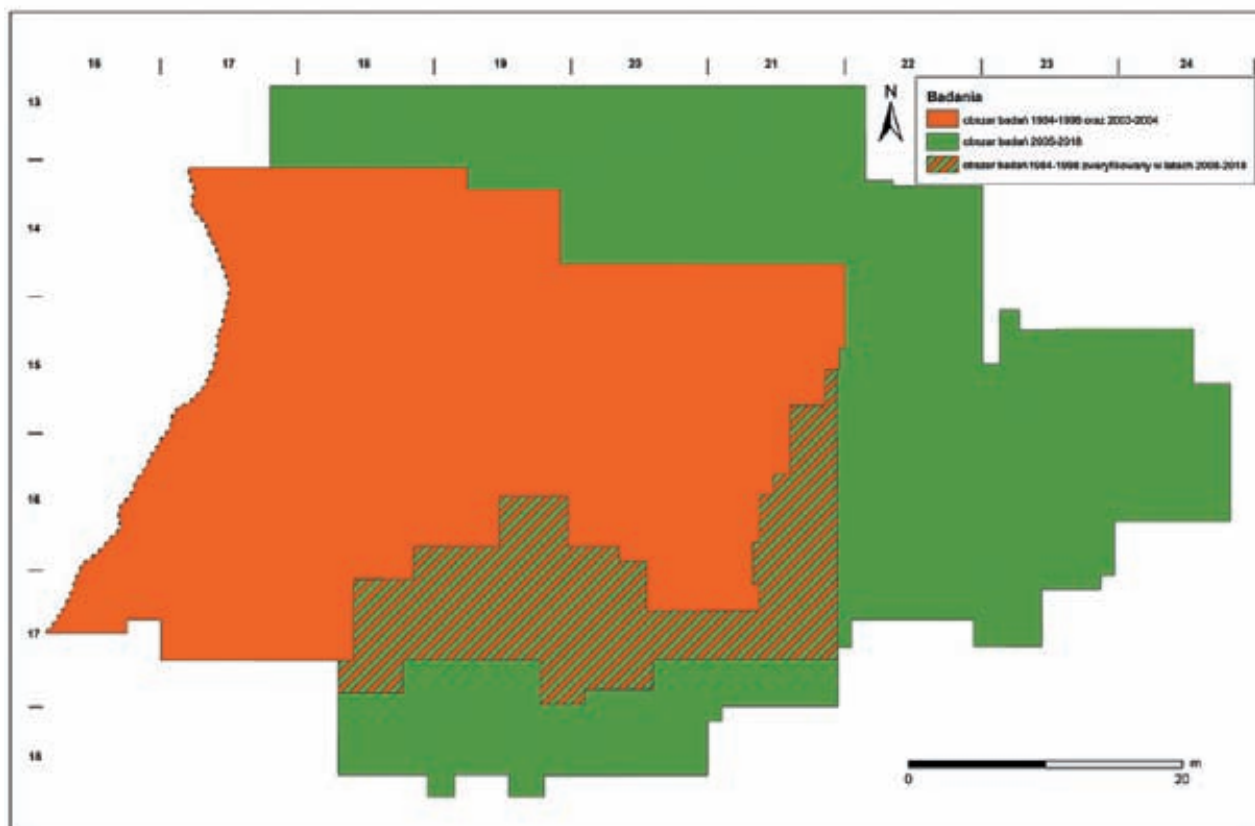 16 | 17 | 18 | 19 | 20 | 21 | 22 | 23 | 24 |
13
—
14
—
15
—
16
—
17
—
18
N
Badania
obszar badań 1984-1998 oraz 2003-2004
obszar badań 2005-2018
obszar badań 1984-1998 zweryfikowany w latach 2008-2018
m
0 20